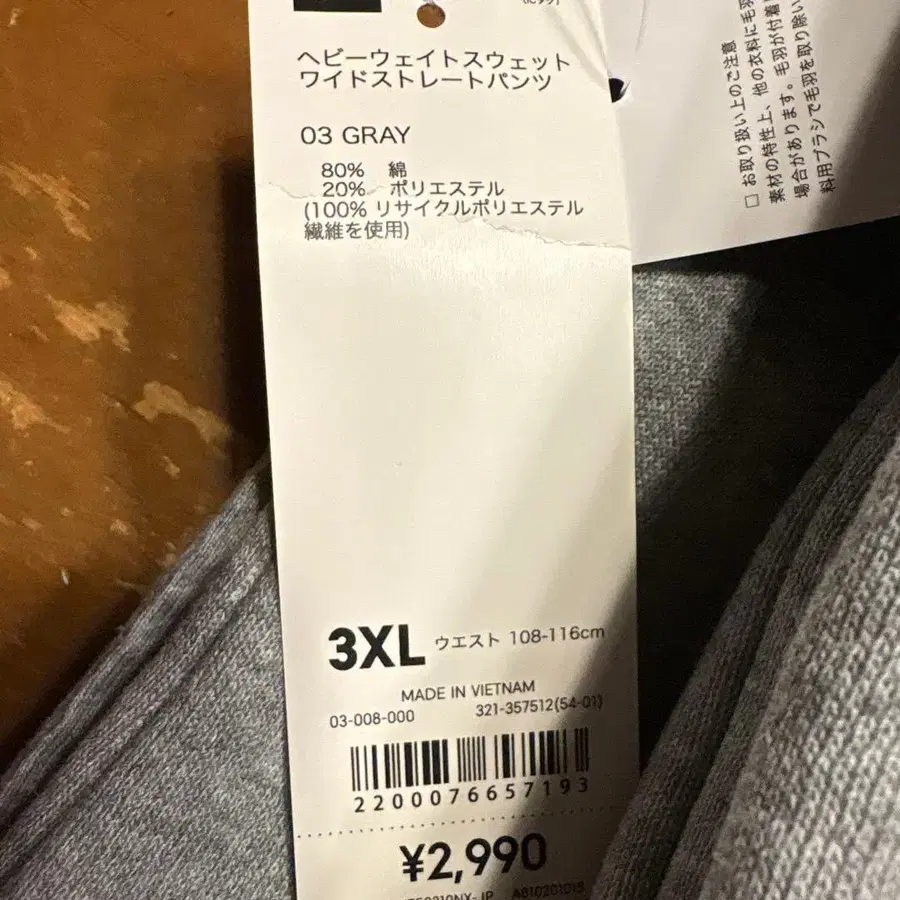 ヘビーウェイトスウェット
ワイドストレートパンツ
03 GRAY
80% 綿
20% ポリエステル
(100% リサイクルポリエステル
繊維を使用)
3XL ウエスト 108-116cm
MADE IN VIETNAM
03-008-000 321-357512(54-01)
2200076657193
¥2,990
□ お取り扱い上のご注意
素材の特性上、他の衣料に毛羽
場合があります。毛羽が付着
料用ブラシで毛羽を取り除い